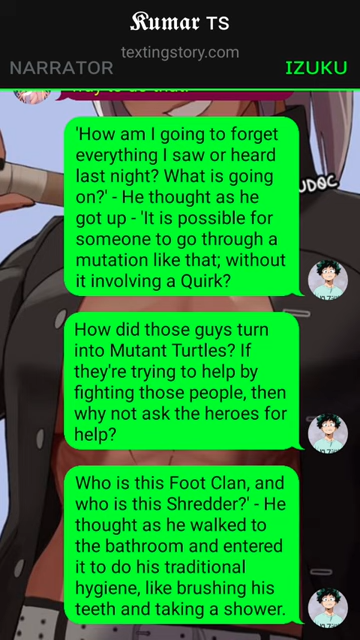 Kumar TS
textingstory.com
NARRATOR
IZUKU
way to do that.
'How am I going to forget
everything I saw or heard
last night? What is going
on?' - He thought as he
got up - 'It is possible for
someone to go through a
mutation like that; without
it involving a Quirk?
How did those guys turn
into Mutant Turtles? If
they're trying to help by
fighting those people, then
why not ask the heroes for
help?
Who is this Foot Clan, and
who is this Shredder?' - He
thought as he walked to
the bathroom and entered
it to do his traditional
hygiene, like brushing his
teeth and taking a shower.